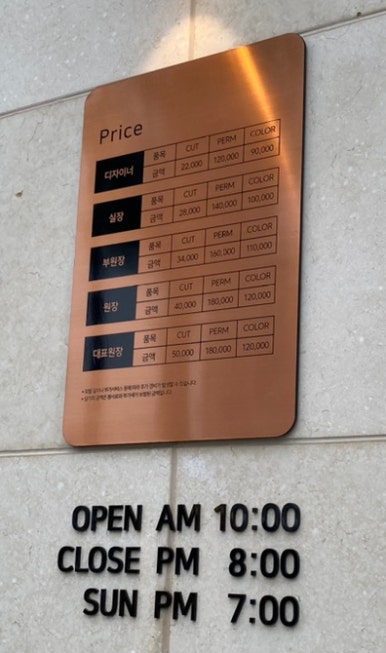 Price
디자이너 품목 CUT PERM COLOR
금액 22,000 120,000 90,000
실장 품목 CUT PERM COLOR
금액 28,000 140,000 100,000
부원장 품목 CUT PERM COLOR
금액 34,000 160,000 110,000
원장 품목 CUT PERM COLOR
금액 40,000 180,000 120,000
대표원장 품목 CUT PERM COLOR
금액 50,000 180,000 120,000
OPEN AM 10:00
CLOSE PM 8:00
SUN PM 7:00